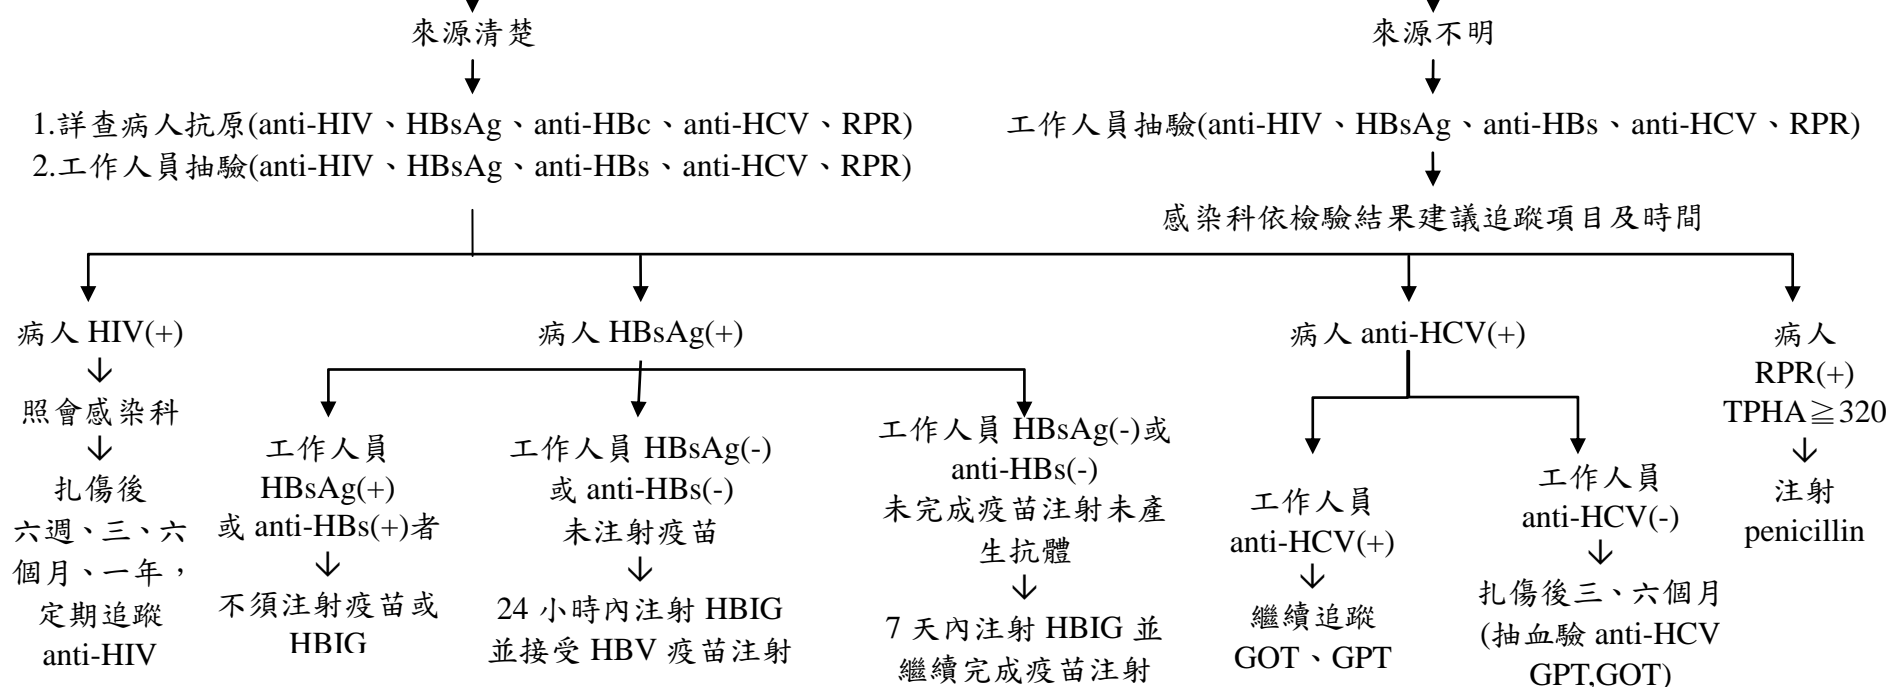 來源清楚
來源不明
1.詳查病人抗原(anti-HIV、HBsAg、anti-HBc、anti-HCV、RPR)
2.工作人員抽驗(anti-HIV、HBsAg、anti-HBs、anti-HCV、RPR)
工作人員抽驗(anti-HIV、HBsAg、anti-HBs、anti-HCV、RPR)
感染科依檢驗結果建議追蹤項目及時間
病人 HIV(+)
照會感染科
扎傷後
六週、三、六
個月、一年，
定期追蹤
anti-HIV
病人 HBsAg(+)
工作人員
HBsAg(+)
或 anti-HBs(+)者
不須注射疫苗或
HBIG
工作人員 HBsAg(-)
或 anti-HBs(-)
未注射疫苗
24 小時內注射 HBIG
並接受 HBV 疫苗注射
工作人員 HBsAg(-)或
anti-HBs(-)
未完成疫苗注射未產
生抗體
7 天內注射 HBIG 並
繼續完成疫苗注射
病人 anti-HCV(+)
工作人員
anti-HCV(+)
繼續追蹤
GOT、GPT
工作人員
anti-HCV(-)
扎傷後三、六個月
(抽血驗 anti-HCV
GPT,GOT)
病人
RPR(+)
TPHA≧320
注射
penicillin